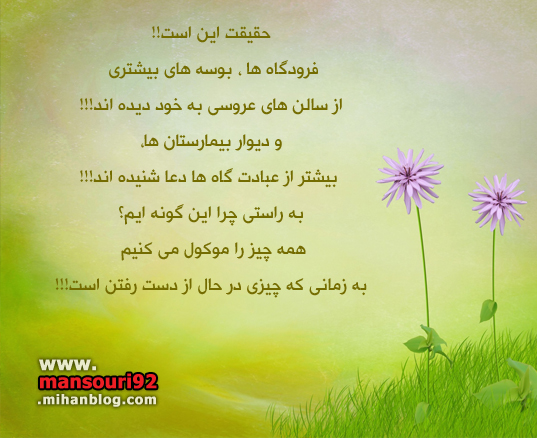 حقیقت این است!!
فرودگاه ها ، بوسه های بیشتری
از سالن های عروسی به خود دیده اند!!!
و دیوار بیمارستان ها،
بیشتر از عبادت گاه ها دعا شنیده اند!!!
به راستی چرا این گونه ایم؟
همه چیز را موکول می کنیم
به زمانی که چیزی در حال از دست رفتن است!!!
www.
mansouri92
.mihanblog.com